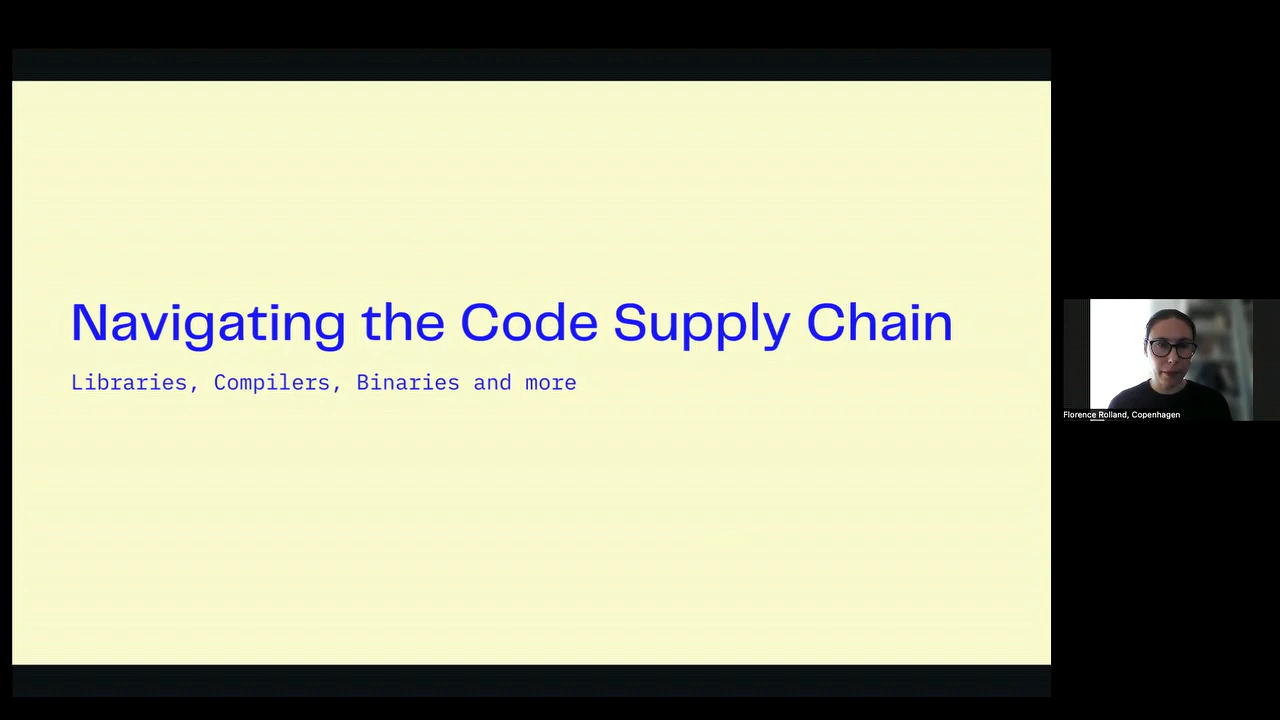 Navigating the Code Supply Chain
Libraries, Compilers, Binaries and more
Florence Rolland, Copenhagen